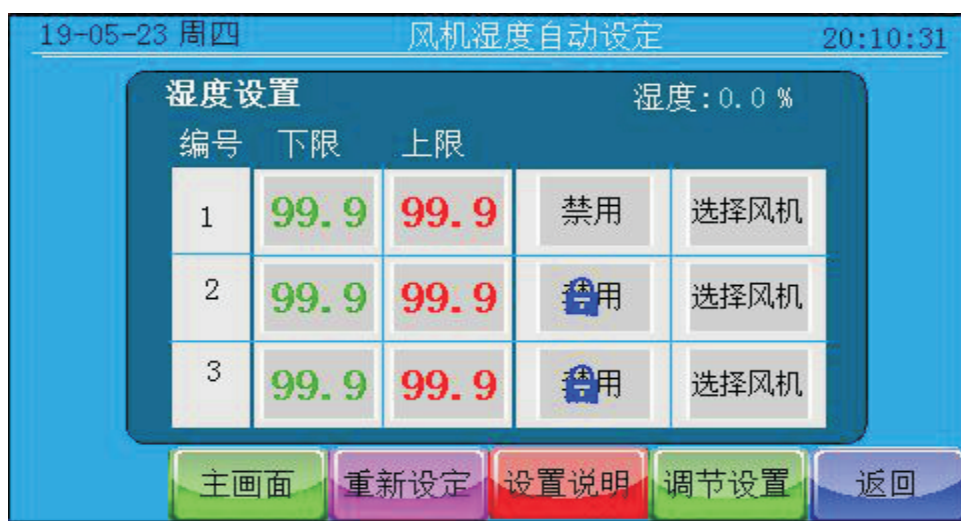 19-05-23 周四 风机湿度自动设定 20:10:31
湿度设置 湿度:0.0 %
编号 下限 上限
1 99.9 99.9 禁用 选择风机
2 99.9 99.9 用 选择风机
3 99.9 99.9 用 选择风机
主画面 重新设定 设置说明 调节设置 返回